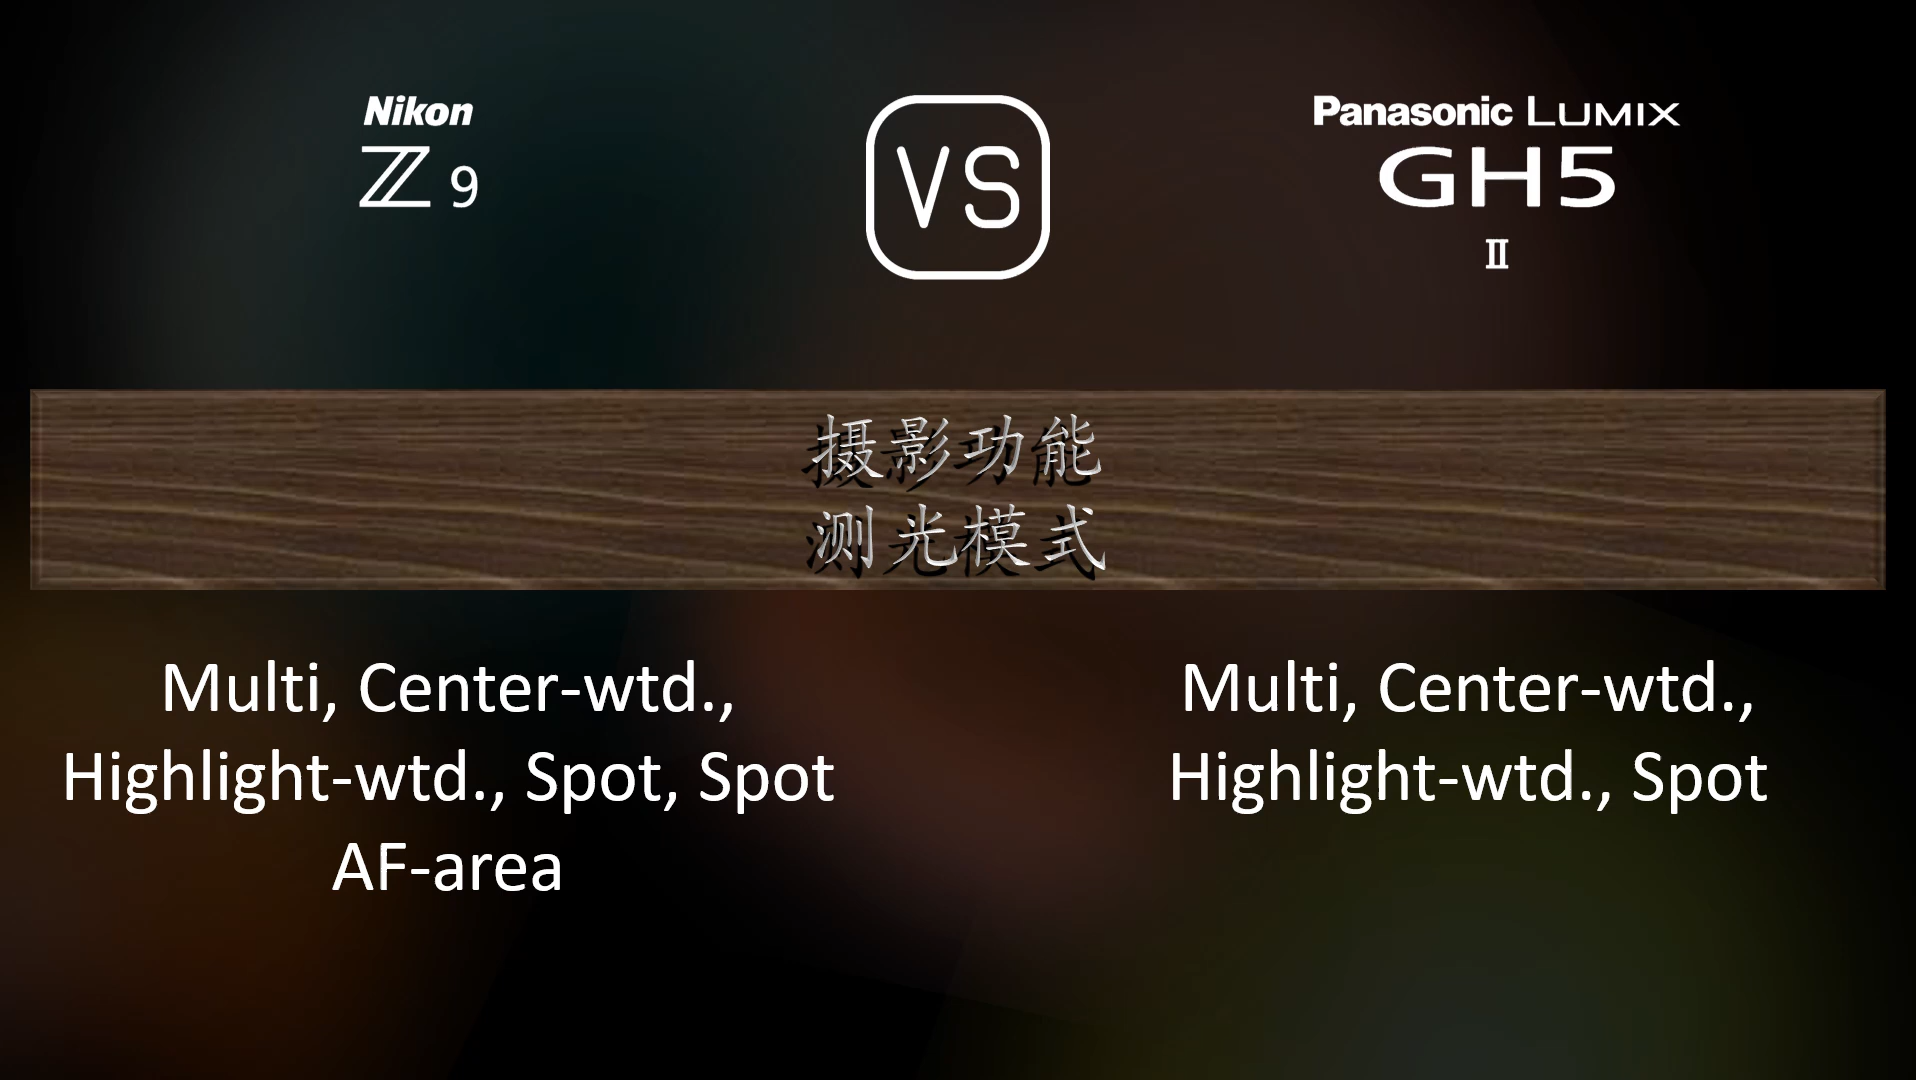 Nikon
Z 9
VS
Panasonic LUMIX
GH5
II
摄影功能
测光模式
Multi, Center-wtd.,
Highlight-wtd., Spot, Spot
AF-area
Multi, Center-wtd.,
Highlight-wtd., Spot